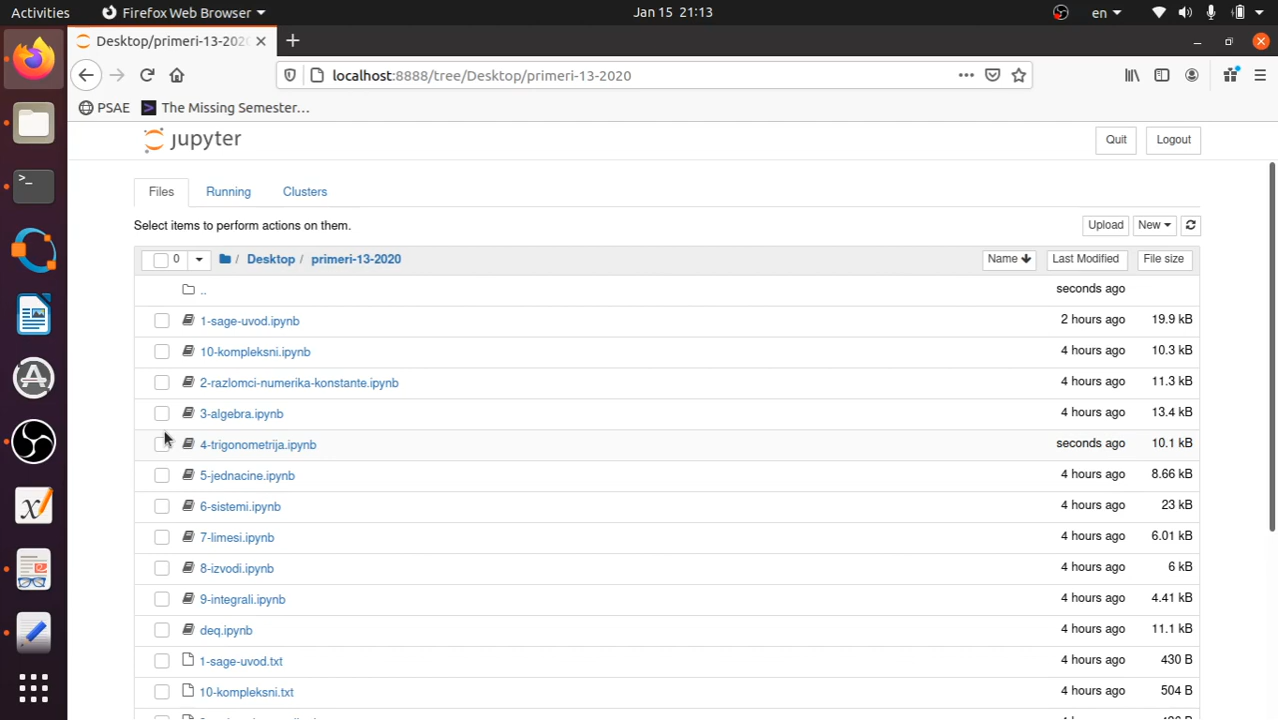 Activities Firefox Web Browser Jan 15 21:13 en
Desktop/primeri-13-2020
localhost:8888/tree/Desktop/primeri-13-2020
PSAE The Missing Semester…
jupyter Quit Logout
Files Running Clusters
Select items to perform actions on them. Upload New
0 / Desktop / primeri-13-2020 Name Last Modified File size
.. seconds ago
1-sage-uvod.ipynb 2 hours ago 19.9 kB
10-kompleksni.ipynb 4 hours ago 10.3 kB
2-razlomci-numerika-konstante.ipynb 4 hours ago 11.3 kB
3-algebra.ipynb 4 hours ago 13.4 kB
4-trigonometrija.ipynb seconds ago 10.1 kB
5-jednacine.ipynb 4 hours ago 8.66 kB
6-sistemi.ipynb 4 hours ago 23 kB
7-limesi.ipynb 4 hours ago 6.01 kB
8-izvodi.ipynb 4 hours ago 6 kB
9-integrali.ipynb 4 hours ago 4.41 kB
deq.ipynb 4 hours ago 11.1 kB
1-sage-uvod.txt 4 hours ago 430 B
10-kompleksni.txt 4 hours ago 504 B